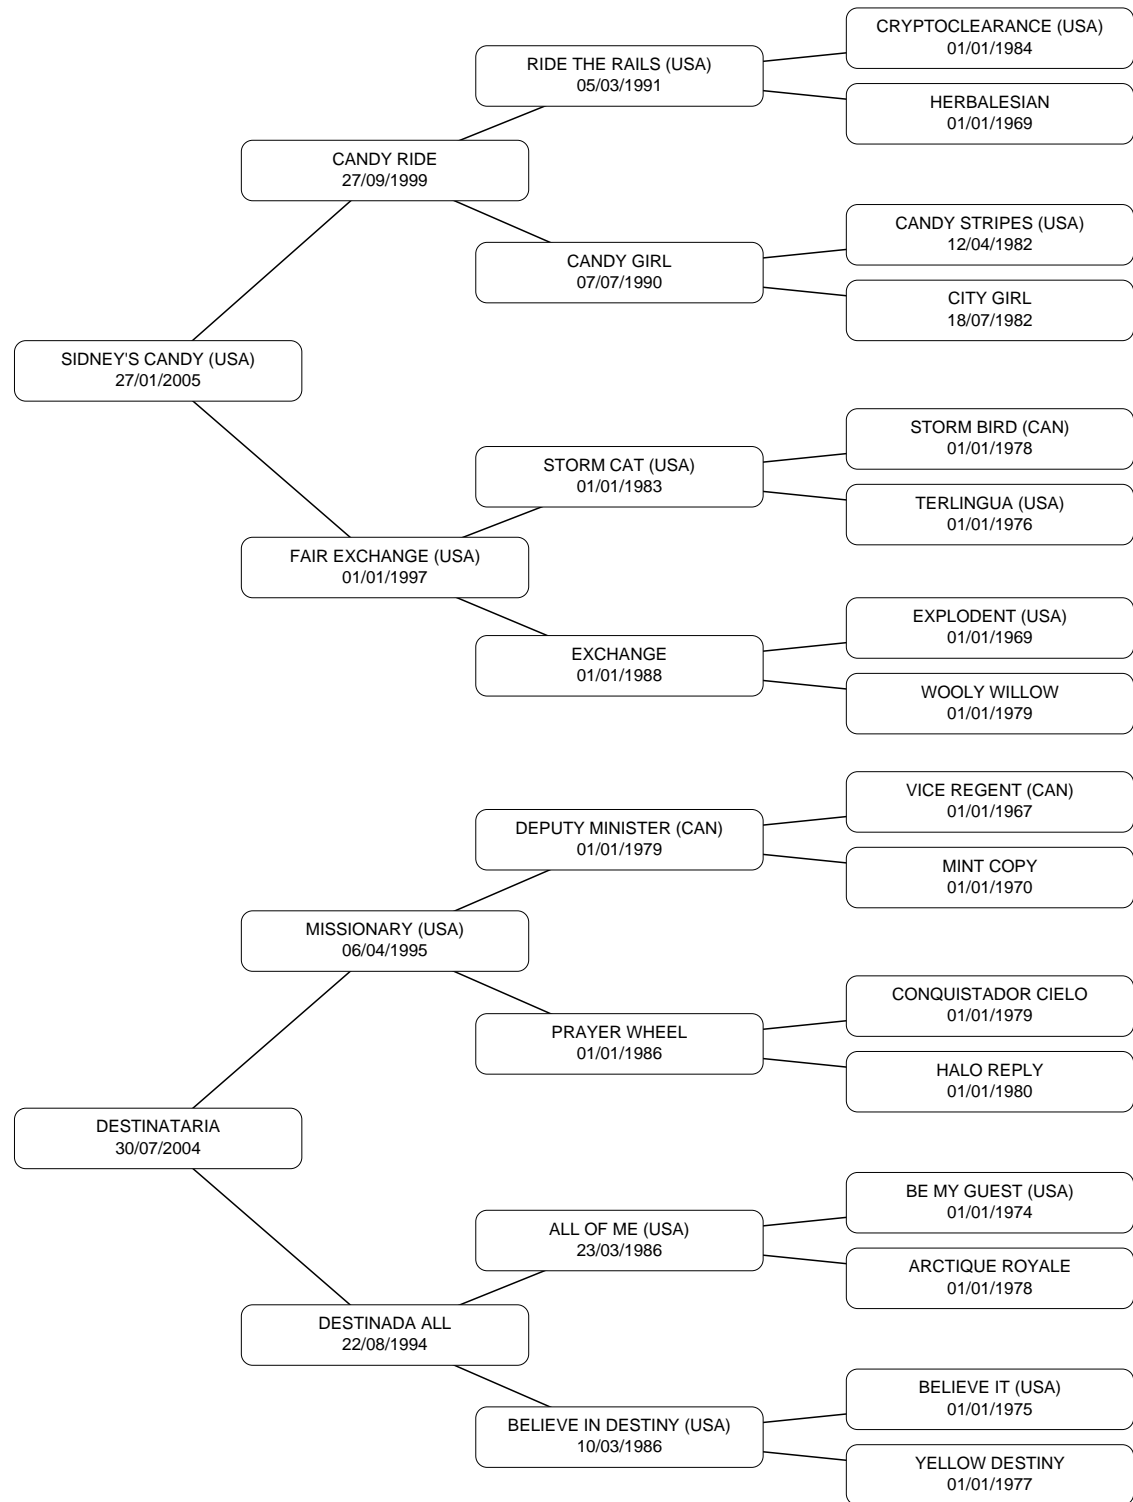 CRYPTOCLEARANCE (USA)
01/01/1984
RIDE THE RAILS (USA)
05/03/1991
HERBALESIAN
01/01/1969
CANDY RIDE
27/09/1999
CANDY STRIPES (USA)
12/04/1982
CANDY GIRL
07/07/1990
CITY GIRL
18/07/1982
SIDNEY'S CANDY (USA)
27/01/2005
STORM BIRD (CAN)
01/01/1978
STORM CAT (USA)
01/01/1983
TERLINGUA (USA)
01/01/1976
FAIR EXCHANGE (USA)
01/01/1997
EXPLODENT (USA)
01/01/1969
EXCHANGE
01/01/1988
WOOLY WILLOW
01/01/1979
VICE REGENT (CAN)
01/01/1967
DEPUTY MINISTER (CAN)
01/01/1979
MINT COPY
01/01/1970
MISSIONARY (USA)
06/04/1995
CONQUISTADOR CIELO
01/01/1979
PRAYER WHEEL
01/01/1986
HALO REPLY
01/01/1980
DESTINATARIA
30/07/2004
BE MY GUEST (USA)
01/01/1974
ALL OF ME (USA)
23/03/1986
ARCTIQUE ROYALE
01/01/1978
DESTINADA ALL
22/08/1994
BELIEVE IT (USA)
01/01/1975
BELIEVE IN DESTINY (USA)
10/03/1986
YELLOW DESTINY
01/01/1977